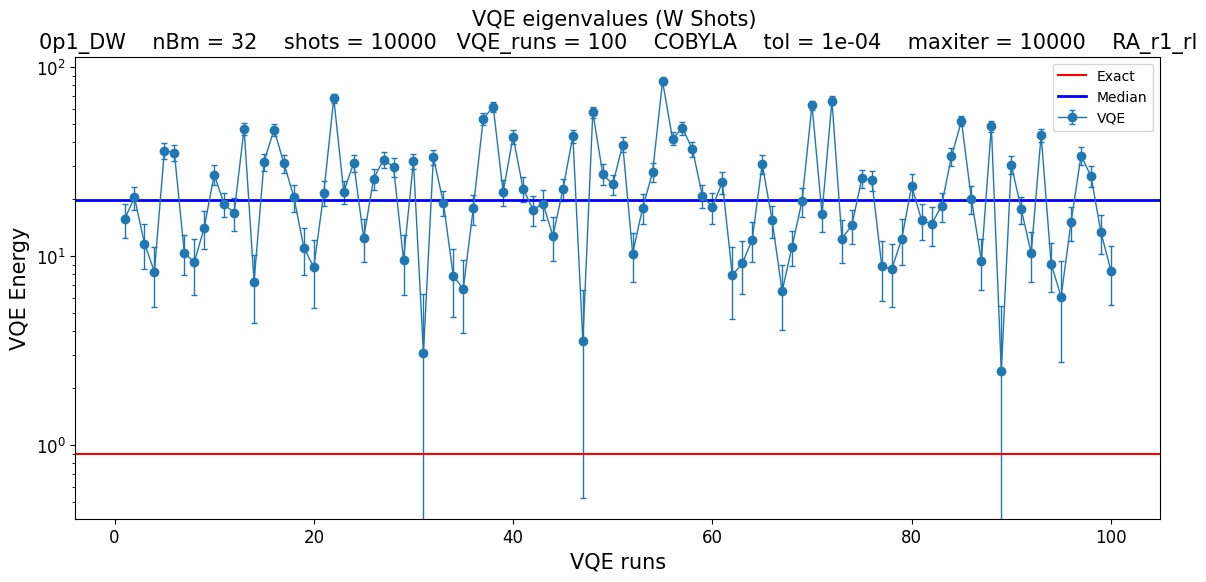 VQE eigenvalues (W Shots)
0p1_DW nBm = 32 shots = 10000 VQE_runs = 100 COBYLA tol = 1e-04 maxiter = 10000 RA_r1_rl
Exact
Median
VQE
VQE Energy
10²
10¹
10⁰
0 20 40 60 80 100
VQE runs